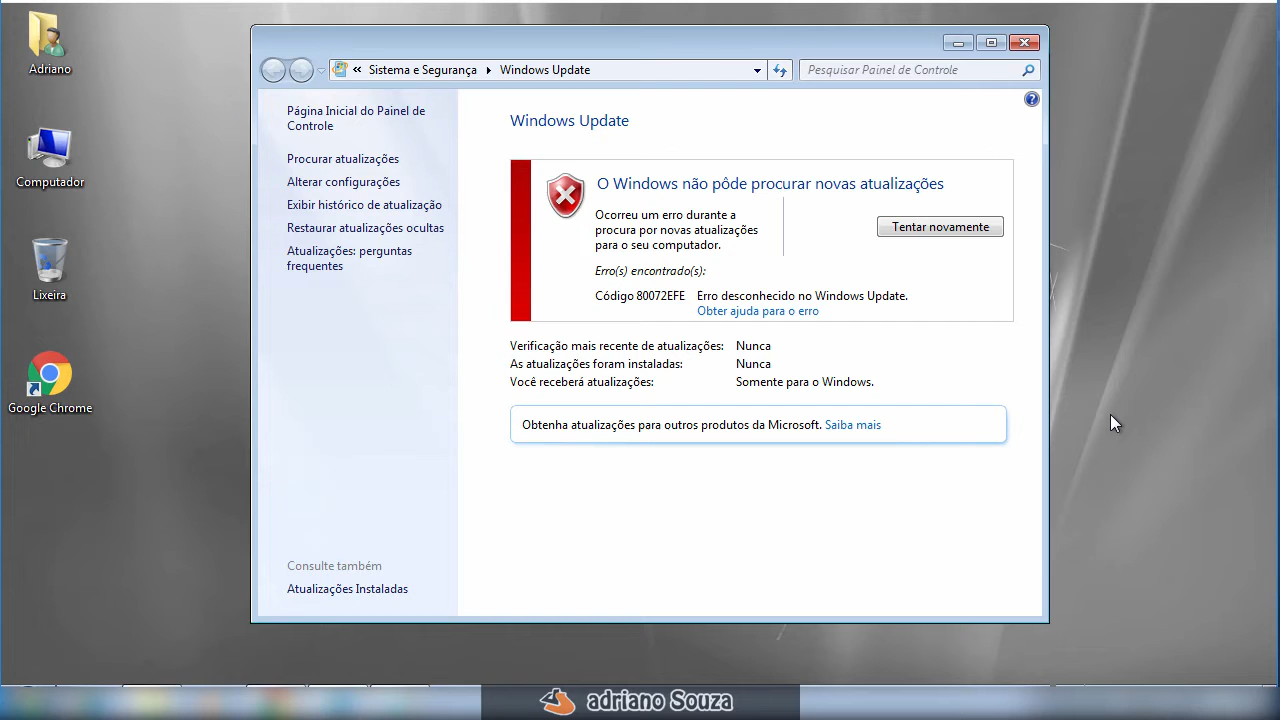 Adriano
Computador
Lixeira
Google Chrome
« Sistema e Segurança Windows Update
Pesquisar Painel de Controle
Página Inicial do Painel de
Controle
Procurar atualizações
Alterar configurações
Exibir histórico de atualização
Restaurar atualizações ocultas
Atualizações: perguntas
frequentes
Consulte também
Atualizações Instaladas
Windows Update
O Windows não pôde procurar novas atualizações
Ocorreu um erro durante a
procura por novas atualizações
para o seu computador.
Tentar novamente
Erro(s) encontrado(s):
Código 80072EFE Erro desconhecido no Windows Update.
Obter ajuda para o erro
Verificação mais recente de atualizações: Nunca
As atualizações foram instaladas: Nunca
Você receberá atualizações: Somente para o Windows.
Obtenha atualizações para outros produtos da Microsoft. Saiba mais
adriano Souza